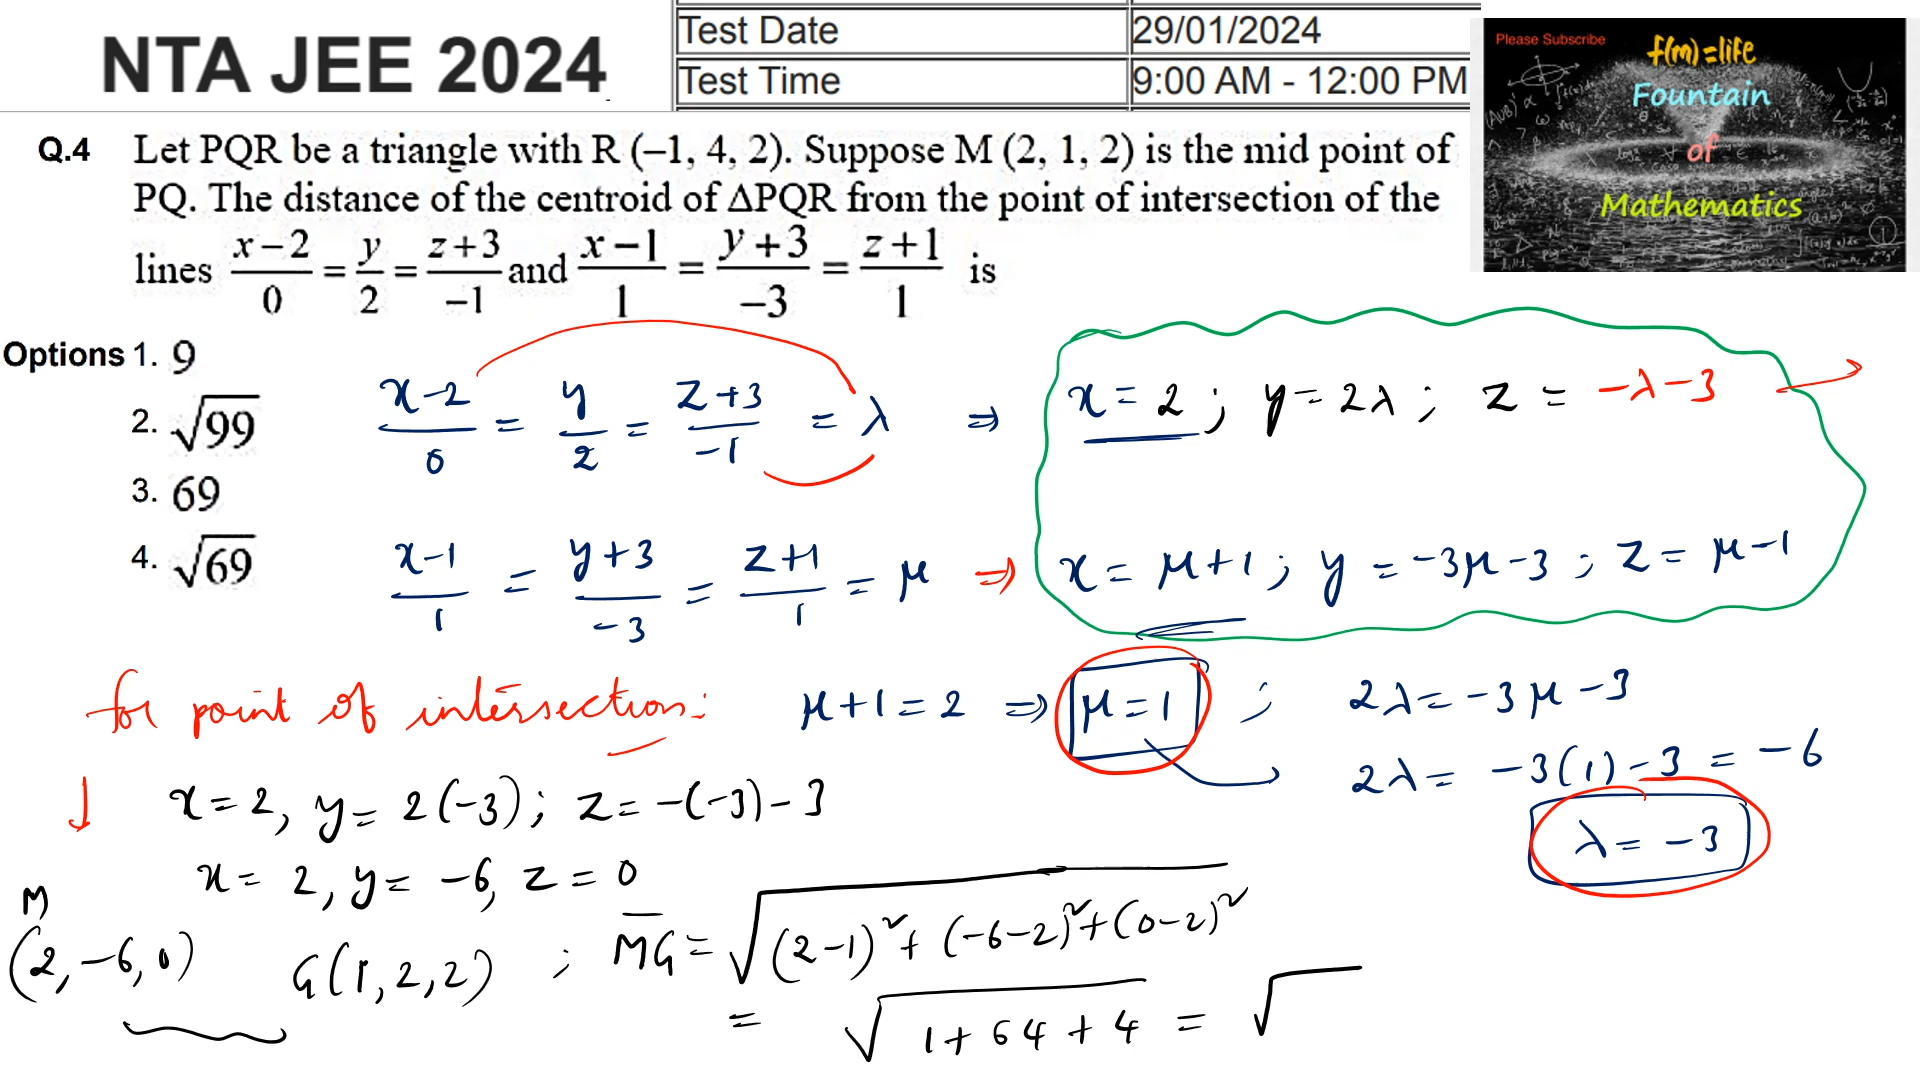 NTA JEE 2024
Test Date 29/01/2024
Test Time 9:00 AM - 12:00 PM
Please Subscribe
f(m)=life
Fountain
of
Mathematics
Q.4 Let PQR be a triangle with R (−1, 4, 2). Suppose M (2, 1, 2) is the mid point of
PQ. The distance of the centroid of ΔPQR from the point of intersection of the
lines (x−2)/0 = y/2 = (z+3)/−1 and (x−1)/1 = (y+3)/−3 = (z+1)/1 is
Options 1. 9
2. √99
3. 69
4. √69
(x−2)/0 = y/2 = (z+3)/−1 = λ ⇒ x = 2 ; y = 2λ ; z = −λ−3
(x−1)/1 = (y+3)/−3 = (z+1)/1 = μ ⇒ x = μ+1 ; y = −3μ−3 ; z = μ−1
for point of intersection: μ+1 = 2 ⇒ μ=1 ; 2λ = −3μ−3
2λ = −3(1)−3 = −6
λ = −3
x=2, y= 2(−3) ; z= −(−3)−3
x = 2, y = −6, z = 0
M
(2, −6, 0) G(1, 2, 2) ; MG = √((2−1)²+(−6−2)²+(0−2)²)
= √(1+64+4) = √